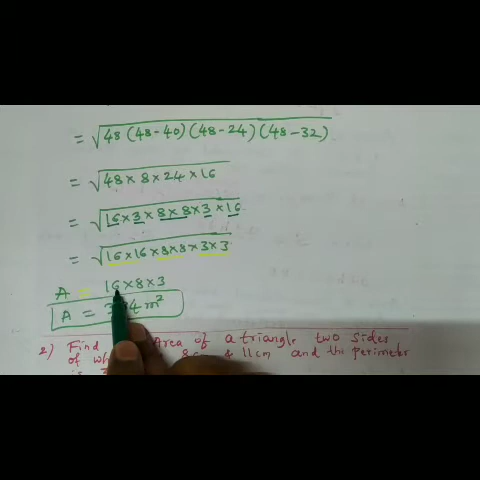 = √48 (48-40) (48-24) (48-32)
= √48 × 8 × 24 × 16
= √16 × 3 × 8 × 8 × 3 × 16
= √16 × 16 × 8 × 8 × 3 × 3
A = 16 × 8 × 3
A = 3 4 m²
2) Find Area of a triangle two sides
of 8 & 11cm and the perimeter
is